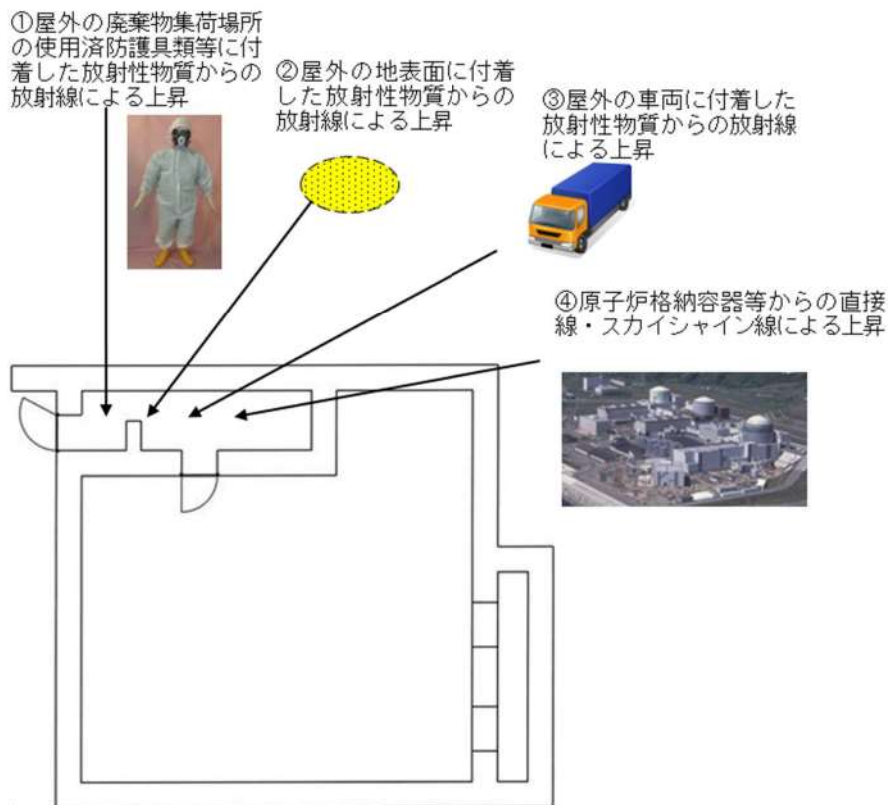 ①屋外の廃棄物集荷場所
の使用済防護具類等に付
着した放射性物質からの
放射線による上昇
②屋外の地表面に付着
した放射性物質からの
放射線による上昇
③屋外の車両に付着した
放射性物質からの放射線
による上昇
④原子炉格納容器等からの直接
線・スカイシャイン線による上昇